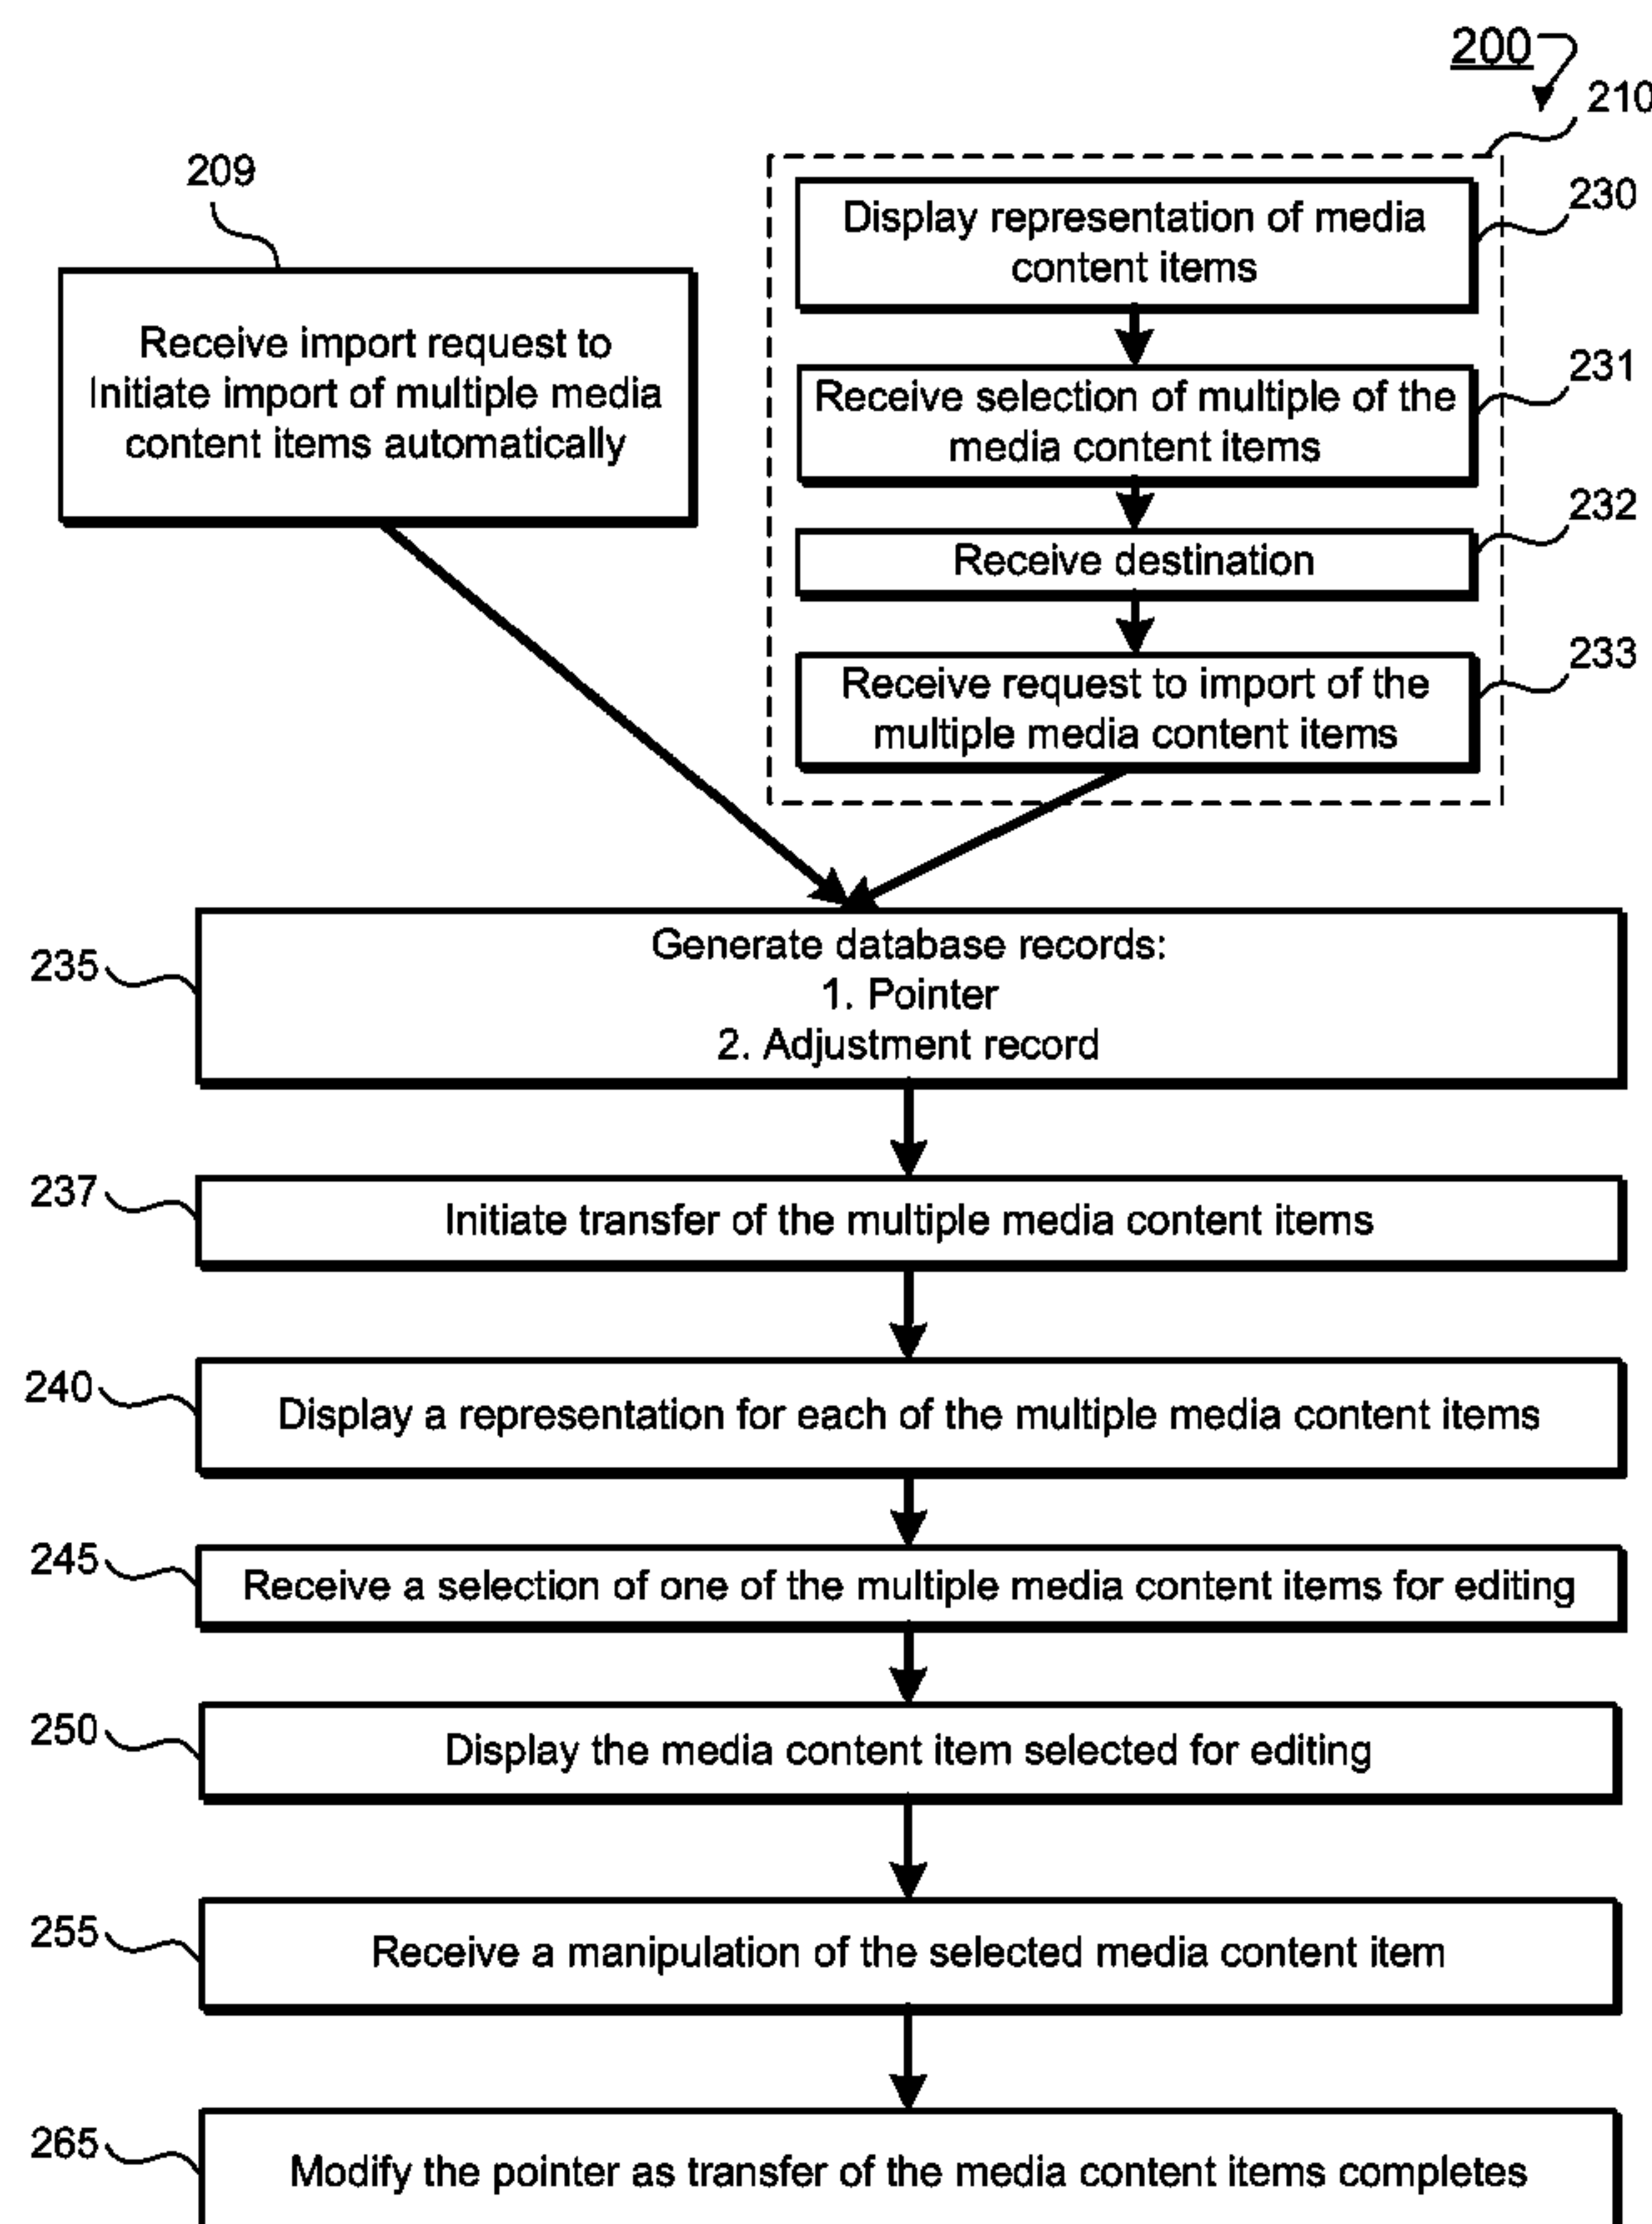 200
210
209
230
Display representation of media
content items
Receive import request to
Initiate import of multiple media
content items automatically
231
Receive selection of multiple of the
media content items
232
Receive destination
233
Receive request to import of the
multiple media content items
235
Generate database records:
1. Pointer
2. Adjustment record
237
Initiate transfer of the multiple media content items
240
Display a representation for each of the multiple media content items
245
Receive a selection of one of the multiple media content items for editing
250
Display the media content item selected for editing
255
Receive a manipulation of the selected media content item
265
Modify the pointer as transfer of the media content items completes